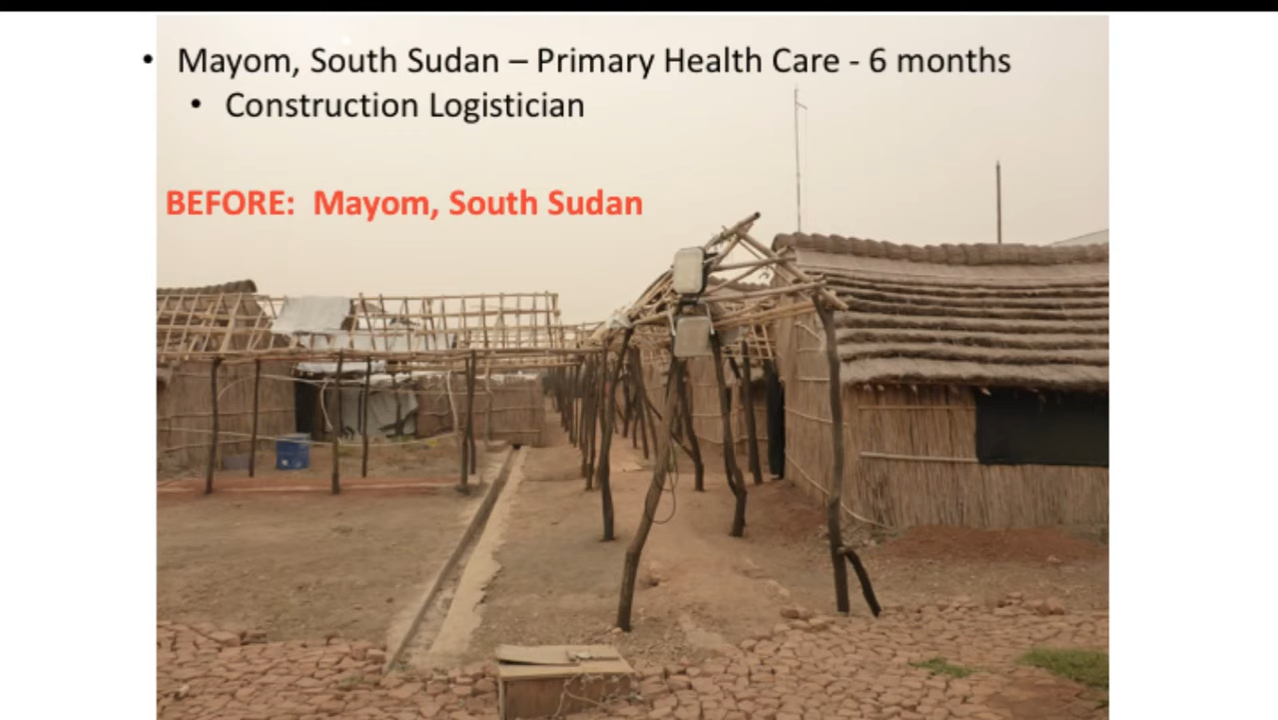 • Mayom, South Sudan – Primary Health Care - 6 months
• Construction Logistician
BEFORE: Mayom, South Sudan